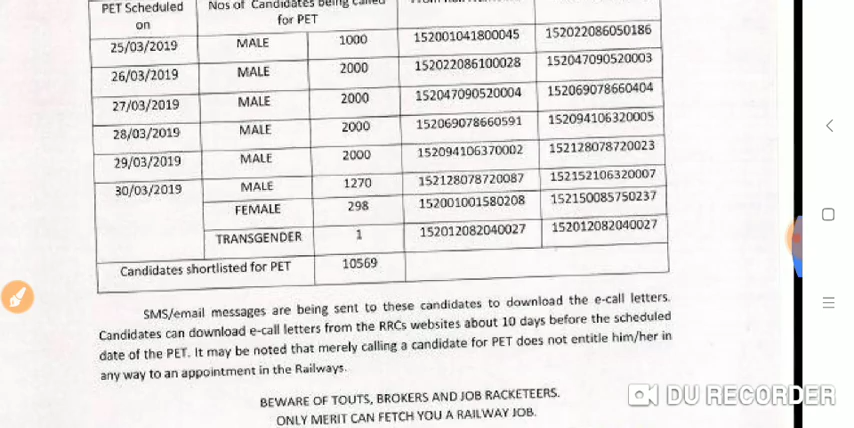 PET Scheduled on Nos of Candidates being called for PET
25/03/2019 MALE 1000 152001041800045 152022086050186
26/03/2019 MALE 2000 152022086100028 152047090520003
27/03/2019 MALE 2000 152047090520004 152069078660404
28/03/2019 MALE 2000 152069078660591 152094106320005
29/03/2019 MALE 2000 152094106370002 152128078720023
30/03/2019 MALE 1270 152128078720087 152152106320007
FEMALE 298 152001001580208 152150085750237
TRANSGENDER 1 152012082040027 152012082040027
Candidates shortlisted for PET 10569
SMS/email messages are being sent to these candidates to download the e-call letters.
Candidates can download e-call letters from the RRCs websites about 10 days before the scheduled
date of the PET. It may be noted that merely calling a candidate for PET does not entitle him/her in
any way to an appointment in the Railways.
BEWARE OF TOUTS, BROKERS AND JOB RACKETEERS.
ONLY MERIT CAN FETCH YOU A RAILWAY JOB.
DU RECORDER